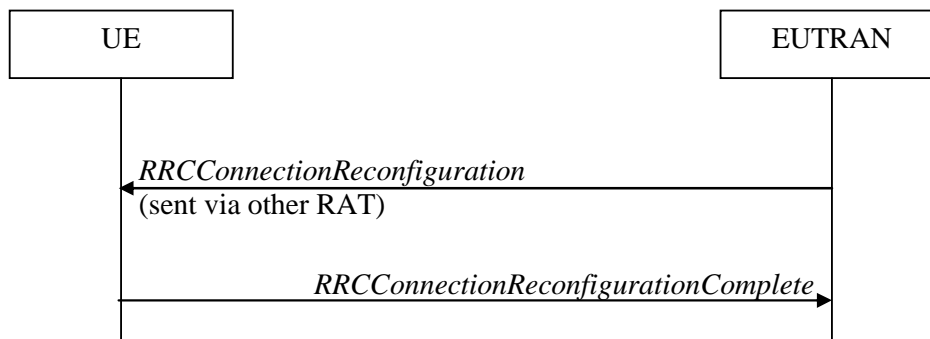 UE
EUTRAN
RRCConnectionReconfiguration
(sent via other RAT)
RRCConnectionReconfigurationComplete